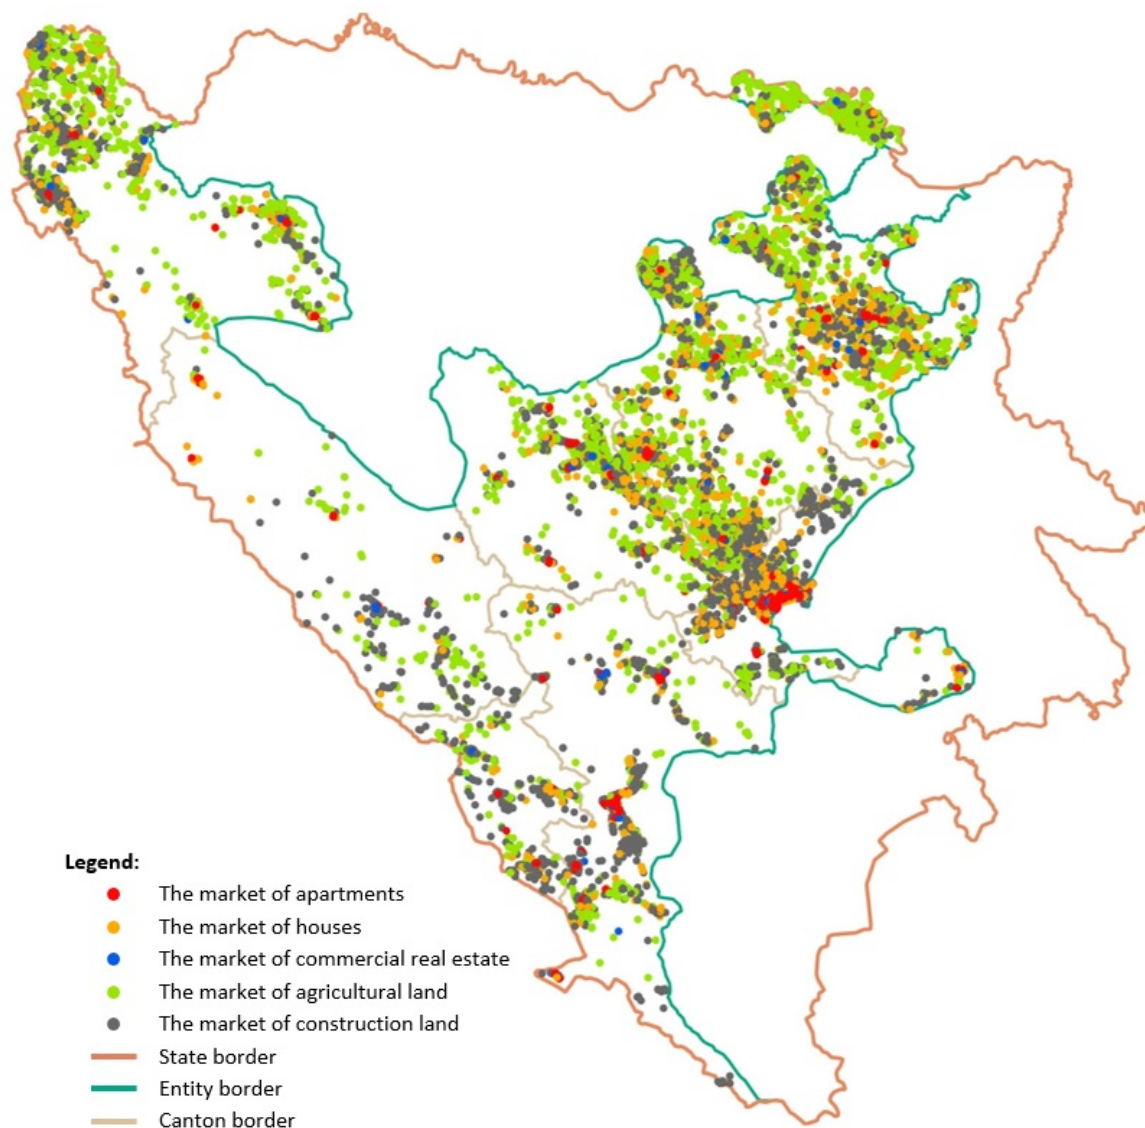 Legend:
The market of apartments
The market of houses
The market of commercial real estate
The market of agricultural land
The market of construction land
State border
Entity border
Canton border